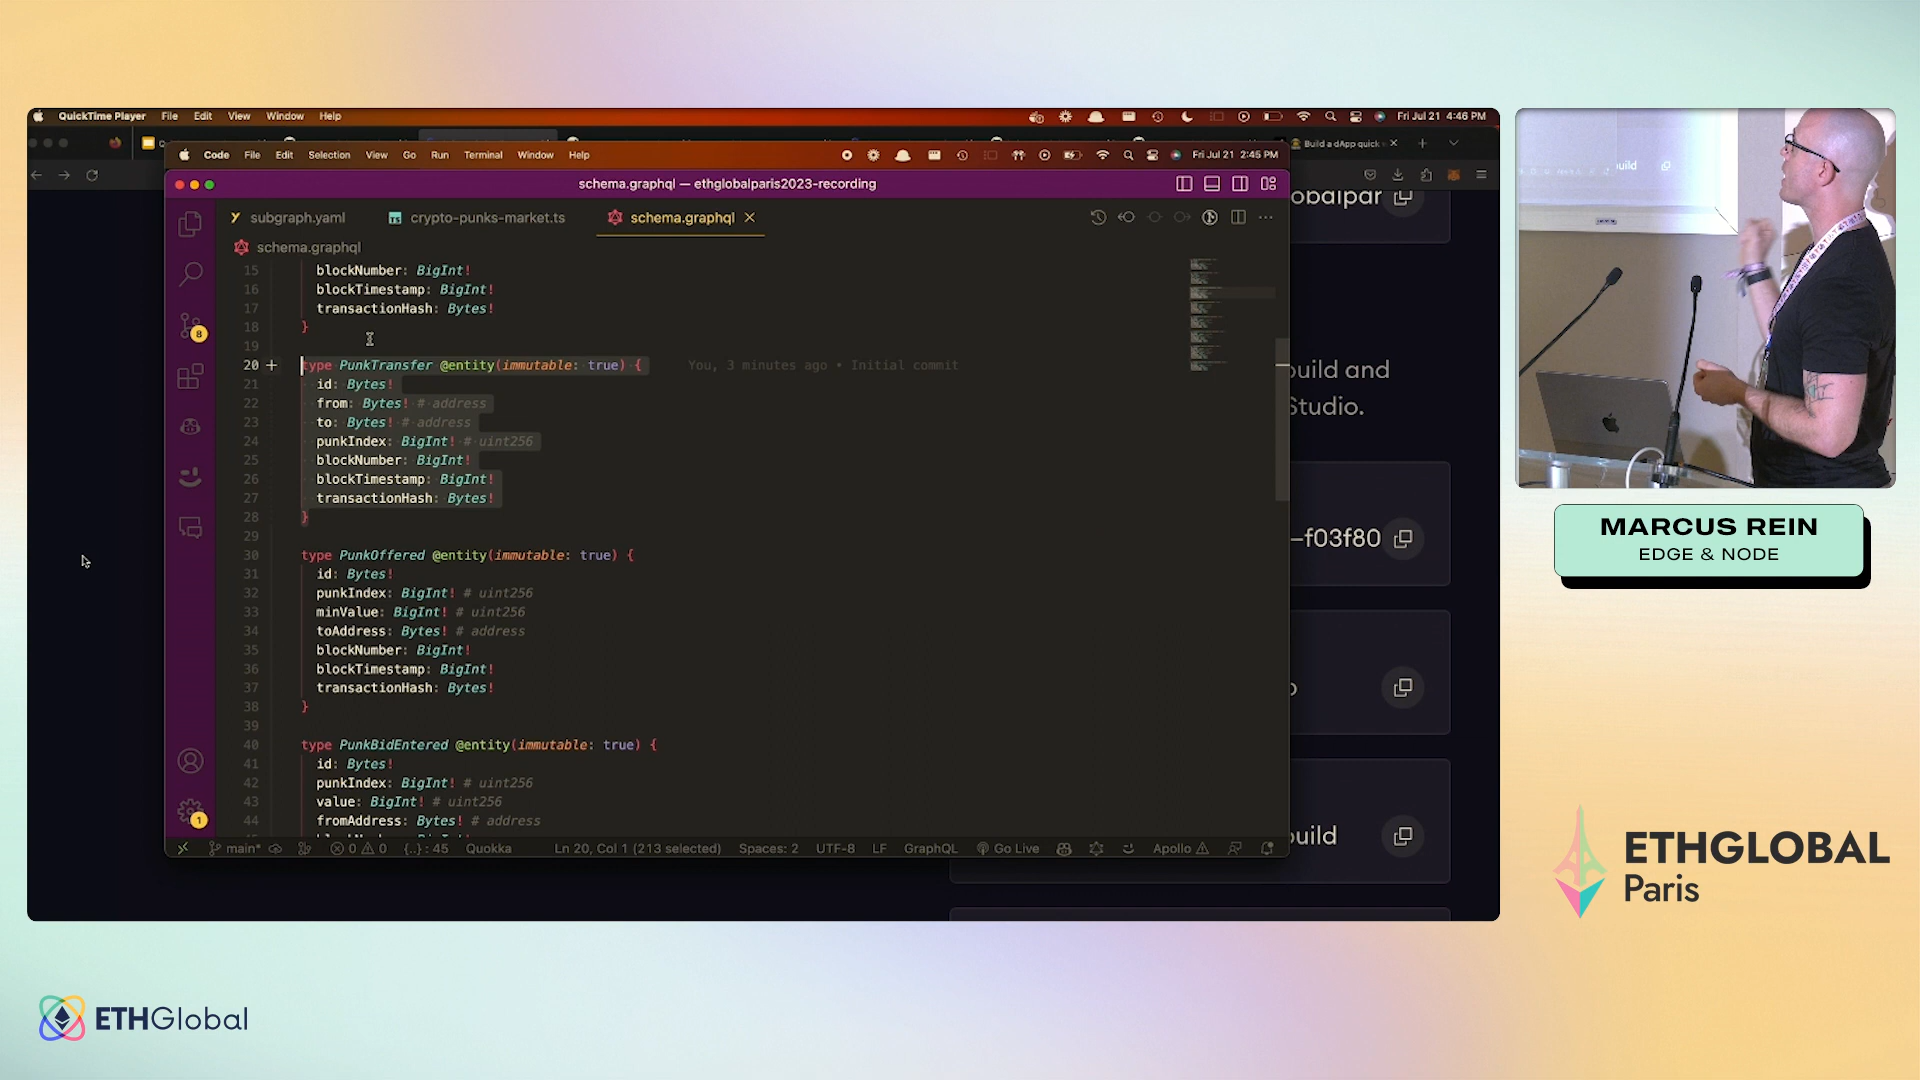 QuickTime Player File Edit View Window Help
Fri Jul 21 4:46 PM
Build a dApp quick
Code File Edit Selection View Go Run Terminal Window Help
Fri Jul 21 2:45 PM
schema.graphql — ethglobalparis2023-recording
subgraph.yaml
crypto-punks-market.ts
schema.graphql
schema.graphql
15 blockNumber: BigInt!
16 blockTimestamp: BigInt!
17 transactionHash: Bytes!
18 }
19
20 type PunkTransfer @entity(immutable: true) { You, 3 minutes ago • Initial commit
21 id: Bytes!
22 from: Bytes! # address
23 to: Bytes! # address
24 punkIndex: BigInt! # uint256
25 blockNumber: BigInt!
26 blockTimestamp: BigInt!
27 transactionHash: Bytes!
28 }
29
30 type PunkOffered @entity(immutable: true) {
31 id: Bytes!
32 punkIndex: BigInt! # uint256
33 minValue: BigInt! # uint256
34 toAddress: Bytes! # address
35 blockNumber: BigInt!
36 blockTimestamp: BigInt!
37 transactionHash: Bytes!
38 }
39
40 type PunkBidEntered @entity(immutable: true) {
41 id: Bytes!
42 punkIndex: BigInt! # uint256
43 value: BigInt! # uint256
44 fromAddress: Bytes! # address
8
1
main* 0 0 {..} : 45 Quokka Ln 20, Col 1 (213 selected) Spaces: 2 UTF-8 LF GraphQL Go Live Apollo
obalpar
uild and
Studio.
–f03f80
uild
uild
MARCUS REIN
EDGE & NODE
ETHGLOBAL
Paris
ETHGlobal